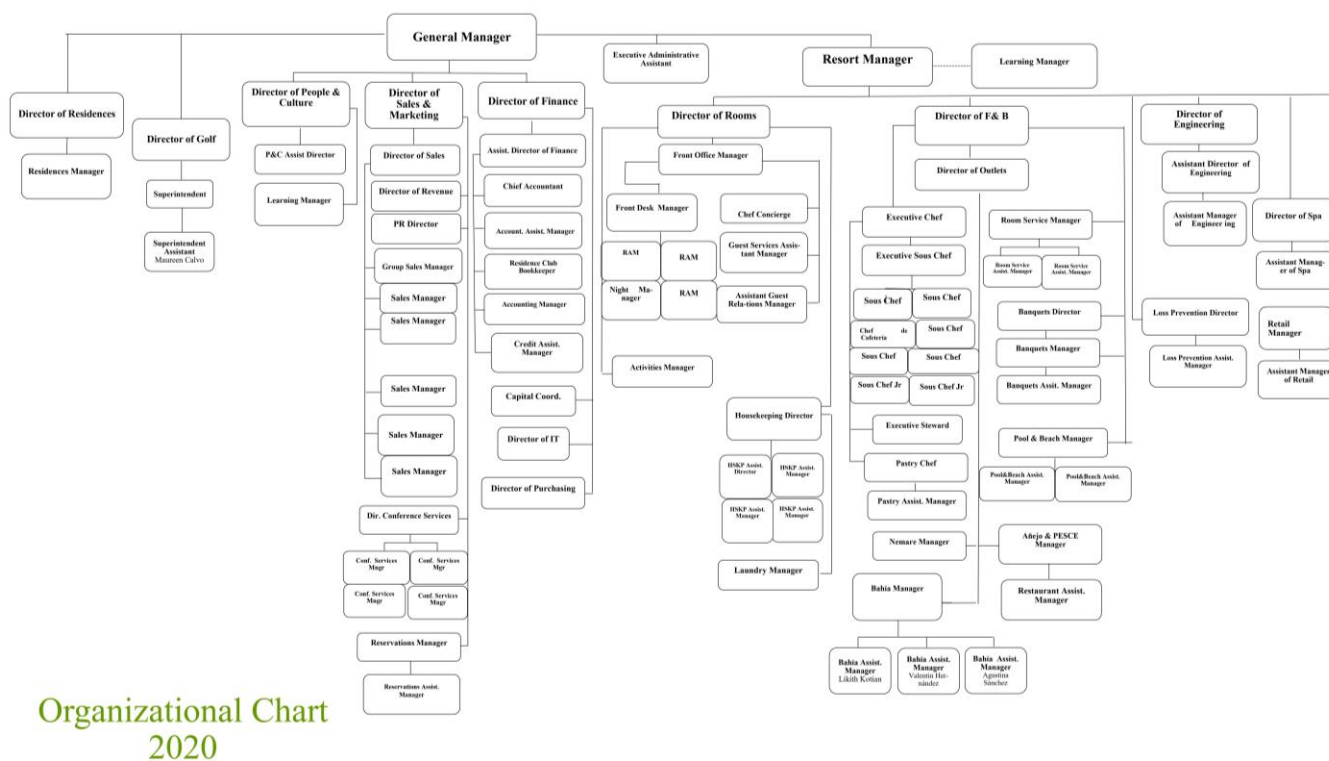 General Manager
Executive Administrative
Assistant
Resort Manager
Learning Manager
Director of Residences
Residences Manager
Director of Golf
Superintendent
Superintendent
Assistant
Maureen Calvo
Director of People &
Culture
P&C Assist Director
Learning Manager
Director of
Sales &
Marketing
Director of Sales
Director of Revenue
PR Director
Group Sales Manager
Sales Manager
Sales Manager
Sales Manager
Sales Manager
Sales Manager
Dir. Conference Services
Conf. Services
Mngr
Conf. Services
Mgr
Conf. Services
Mngr
Conf. Services
Mngr
Reservations Manager
Reservations Assist.
Manager
Director of Finance
Assist. Director of Finance
Chief Accountant
Account. Assist. Manager
Residence Club
Bookkeeper
Accounting Manager
Credit Assist.
Manager
Capital Coord.
Director of IT
Director of Purchasing
Director of Rooms
Front Office Manager
Front Desk Manager
RAM
RAM
Night Ma-
nager
RAM
Chef Concierge
Guest Services Assis-
tant Manager
Assistant Guest
Rela-tions Manager
Activities Manager
Housekeeping Director
HSKP Assist.
Director
HSKP Assist.
Manager
HSKP Assist.
Manager
HSKP Assist.
Manager
Laundry Manager
Director of F& B
Director of Outlets
Executive Chef
Executive Sous Chef
Sous Chef
Sous Chef
Chef de
Cafeteria
Sous Chef
Sous Chef
Sous Chef
Sous Chef Jr
Sous Chef Jr
Executive Steward
Pastry Chef
Pastry Assist. Manager
Nemare Manager
Bahia Manager
Bahia Assist.
Manager
Likith Kotian
Bahia Assist.
Manager
Valentin Her-
nández
Bahia Assist.
Manager
Agustina
Sánchez
Room Service Manager
Room Service
Assist. Manager
Room Service
Assist. Manager
Banquets Director
Banquets Manager
Banquets Assit. Manager
Pool & Beach Manager
Pool&Beach Assist.
Manager
Pool&Beach Assist.
Manager
Añejo & PESCE
Manager
Restaurant Assist.
Manager
Director of
Engineering
Assistant Director of
Engineering
Assistant Manager
of Engineer ing
Loss Prevention Director
Loss Prevention Assist.
Manager
Director of Spa
Assistant Manag-
er of Spa
Retail
Manager
Assistant Manager
of Retail
Organizational Chart
2020